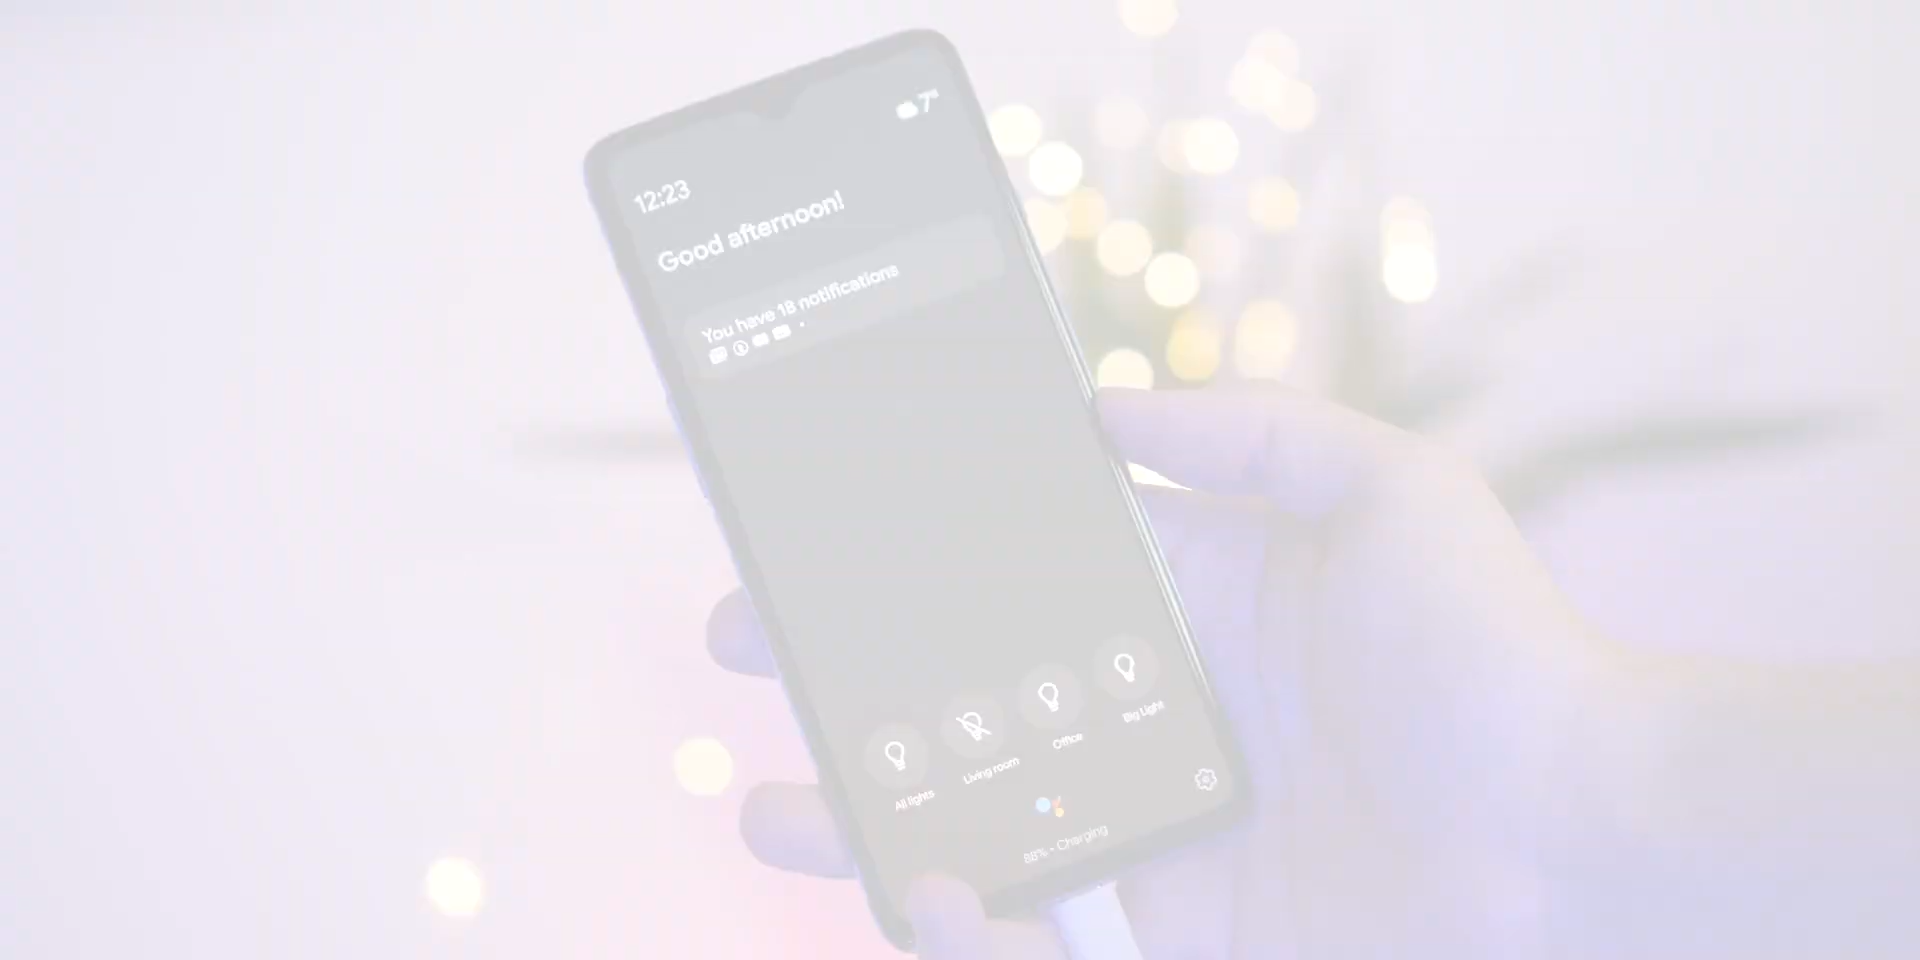 7°
12:23
Good afternoon!
You have 18 notifications
All lights
Living room
Office
Big Light
88% • Charging